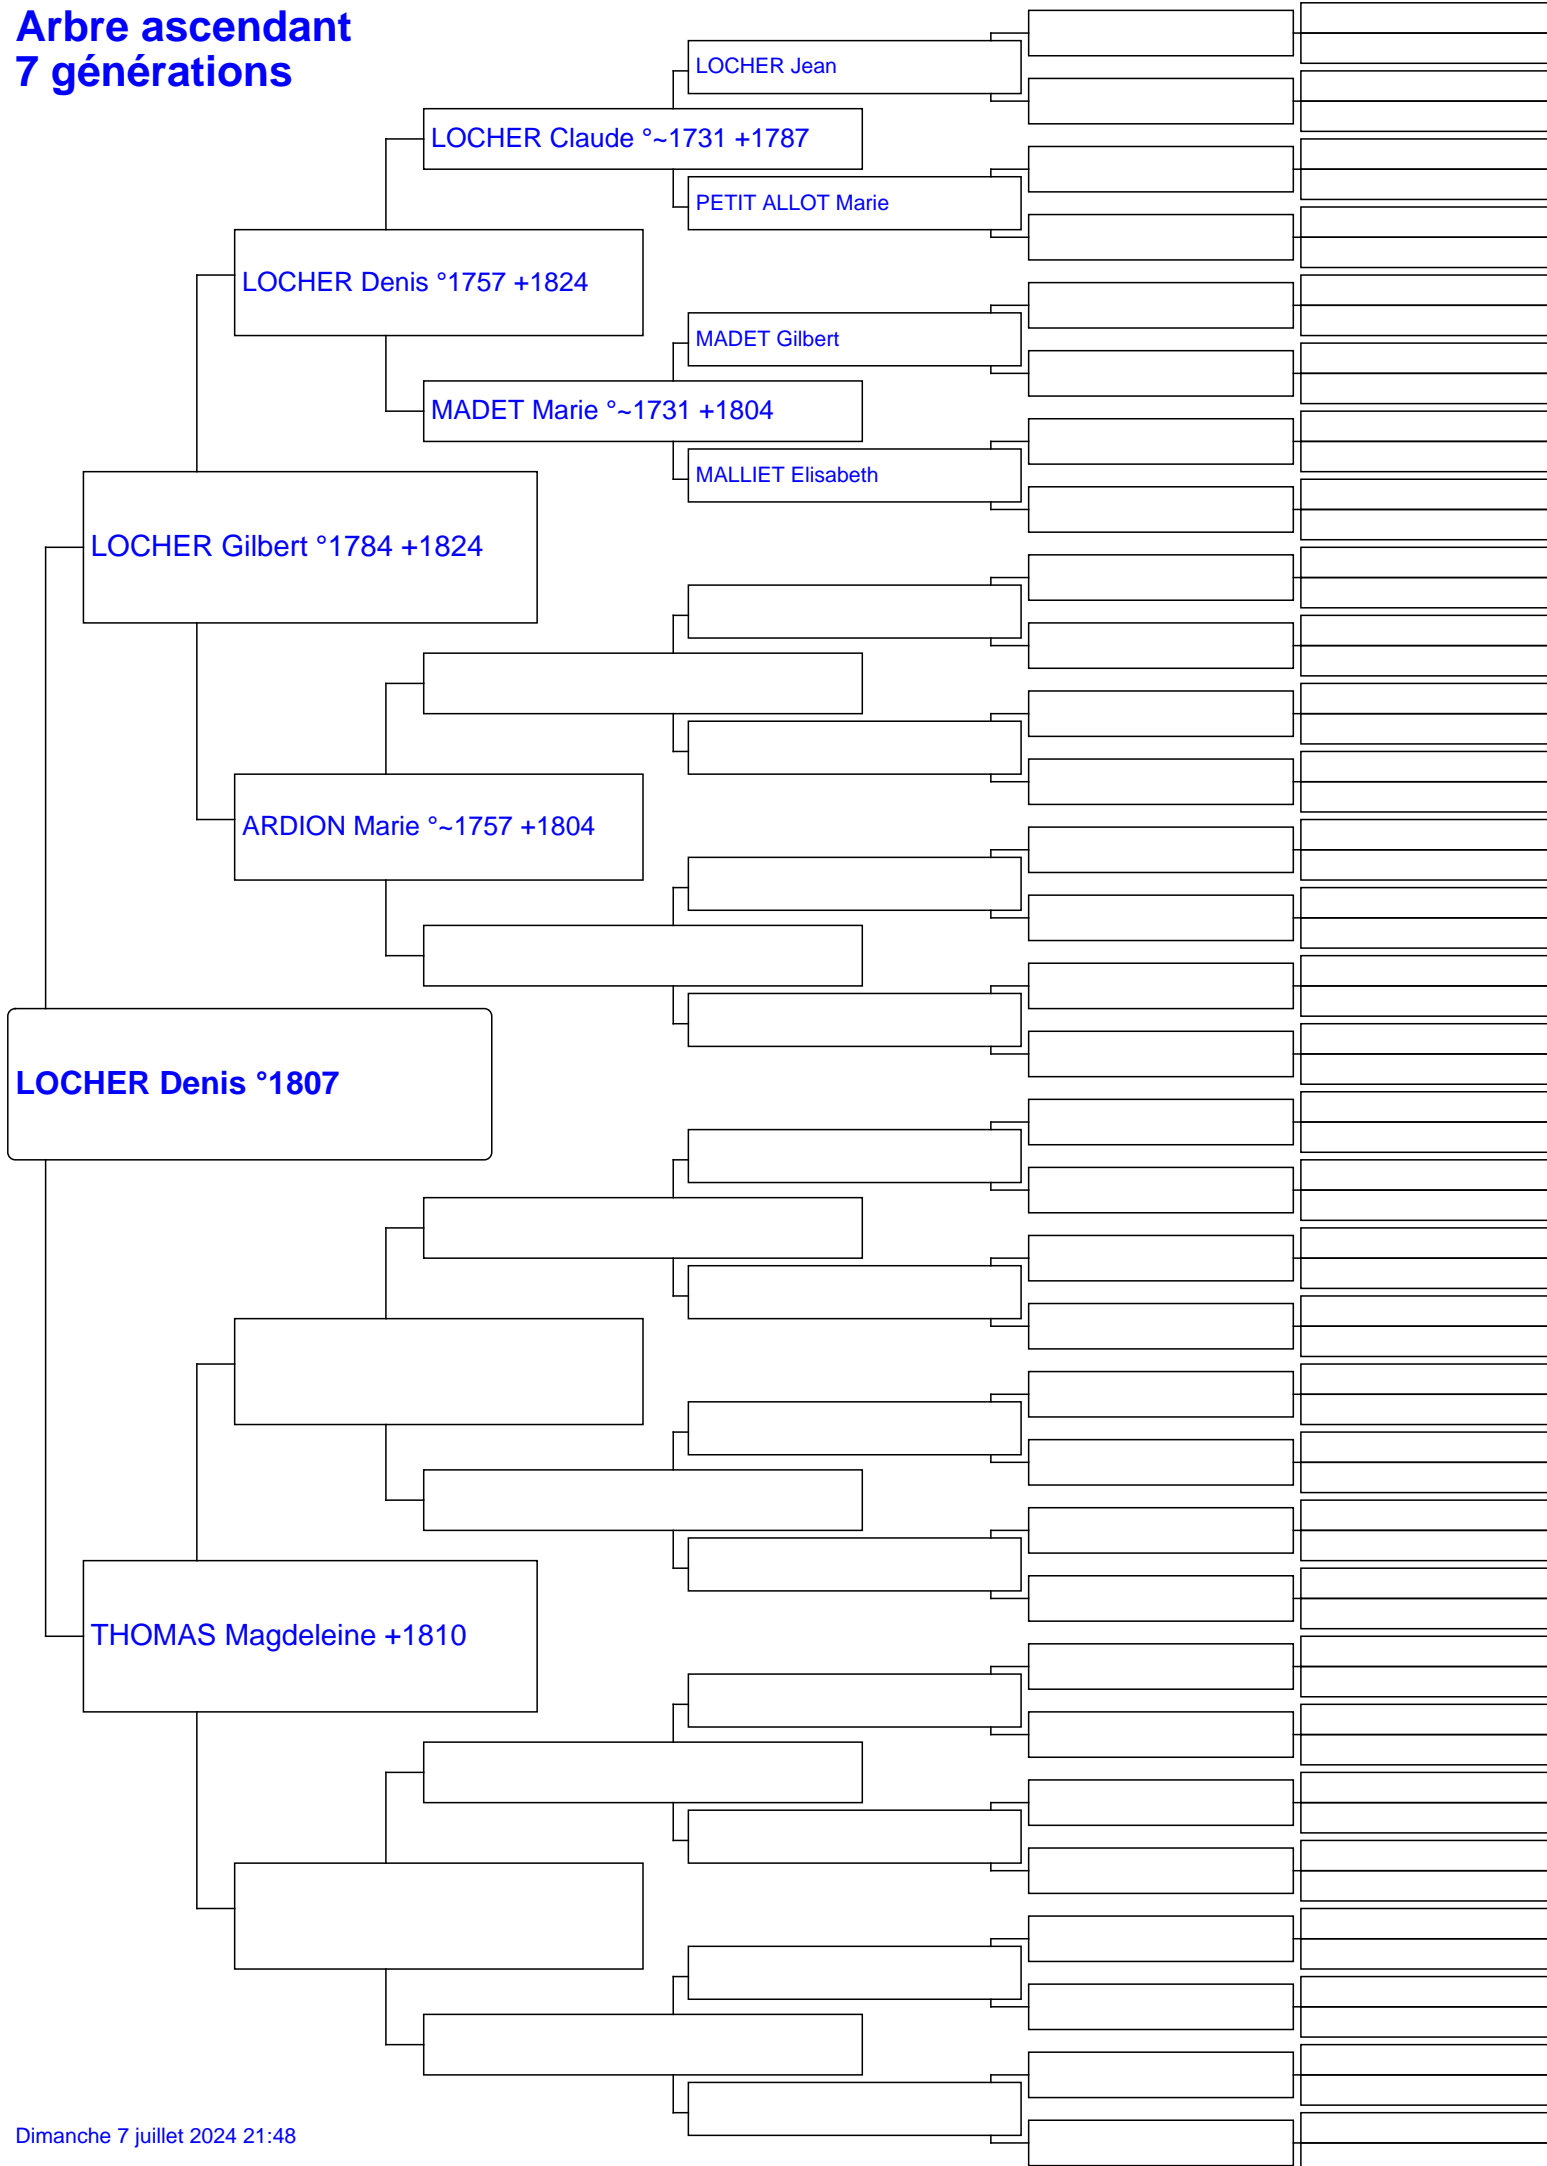 Arbre ascendant
7 générations
LOCHER Jean
LOCHER Claude °~1731 +1787
PETIT ALLOT Marie
LOCHER Denis °1757 +1824
MADET Gilbert
MADET Marie °~1731 +1804
MALLIET Elisabeth
LOCHER Gilbert °1784 +1824
ARDION Marie °~1757 +1804
LOCHER Denis °1807
THOMAS Magdeleine +1810
Dimanche 7 juillet 2024 21:48